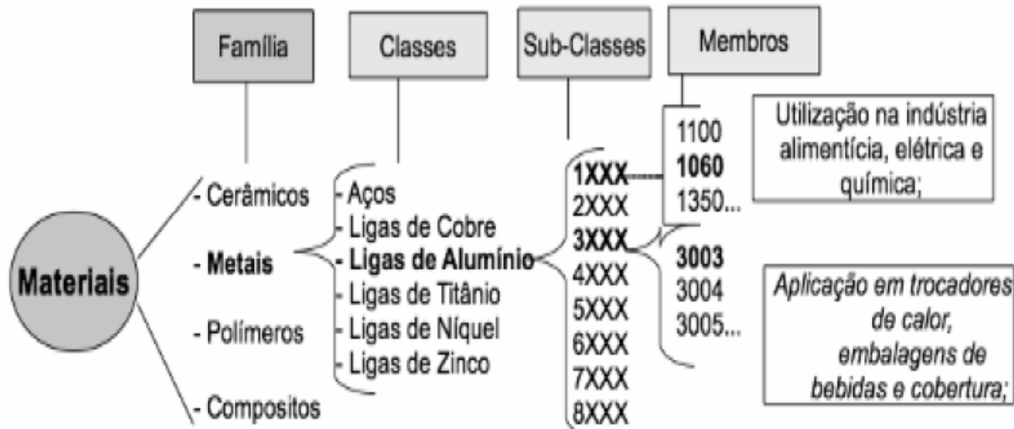 Família
Classes
Sub-Classes
Membros
Materiais
- Cerâmicos
- Metais
- Polímeros
- Compositos
- Aços
- Ligas de Cobre
- Ligas de Alumínio
- Ligas de Titânio
- Ligas de Níquel
- Ligas de Zinco
1XXX
2XXX
3XXX
4XXX
5XXX
6XXX
7XXX
8XXX
1100
1060
1350...
3003
3004
3005...
Utilização na indústria
alimentícia, elétrica e
química;
Aplicação em trocadores
de calor,
embalagens de
bebidas e cobertura;